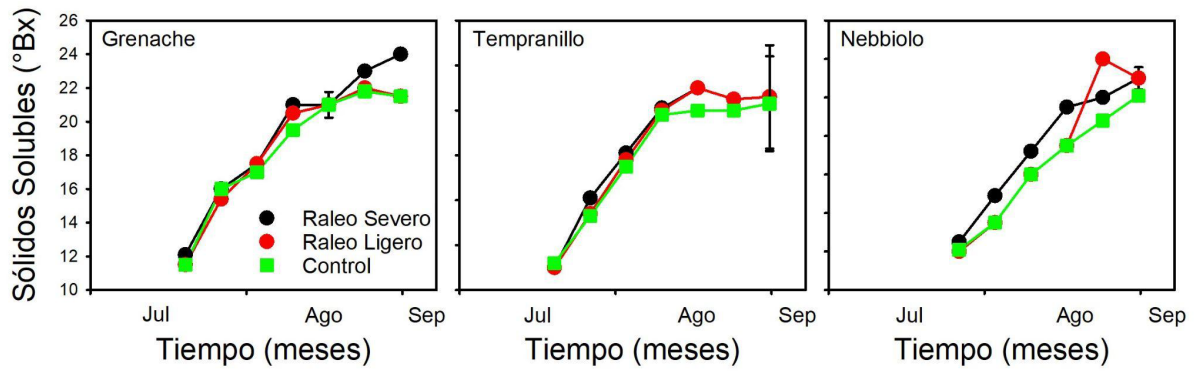 Sólidos Solubles (°Bx)
26
24
22
20
18
16
14
12
10
Grenache
Raleo Severo
Raleo Ligero
Control
Jul Ago Sep
Tiempo (meses)
Tempranillo
Jul Ago Sep
Tiempo (meses)
Nebbiolo
Jul Ago Sep
Tiempo (meses)